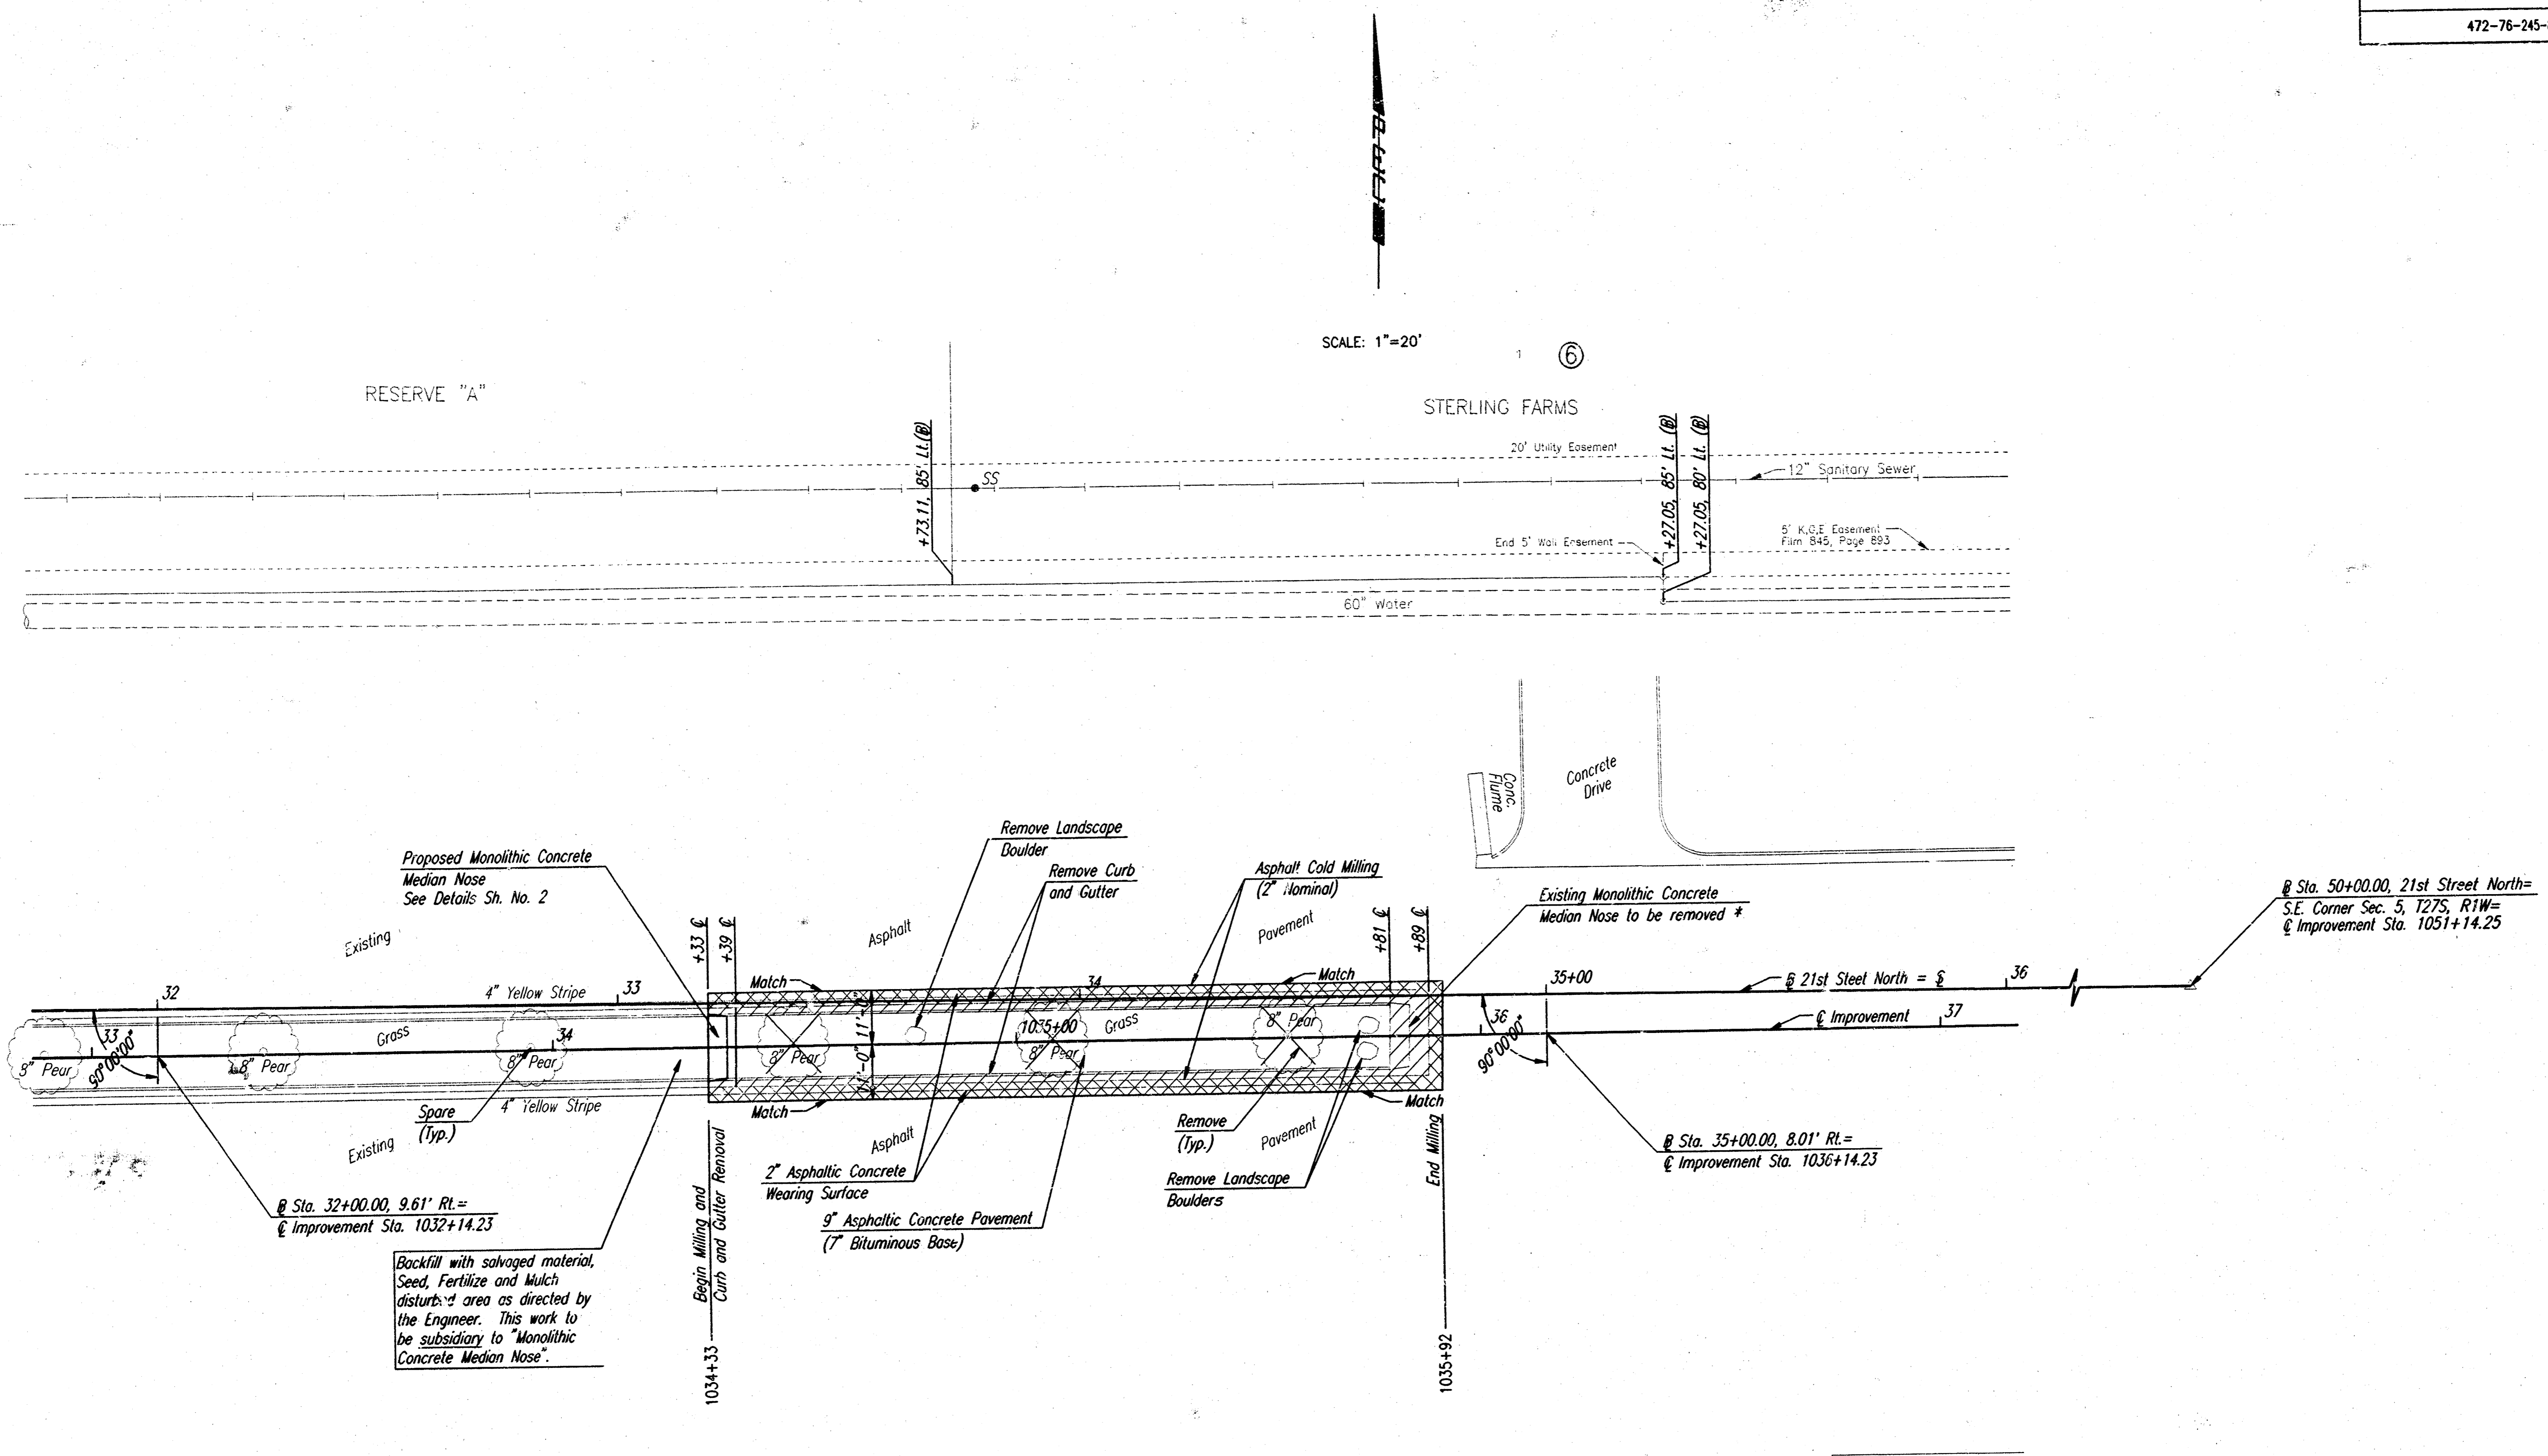 472-76-245-
SCALE: 1"=20'
1
6
RESERVE "A"
STERLING FARMS
+73.11, 85' Lt.(B)
+27.05, 85' Lt. (B)
+27.05, 80' Lt. (B)
20' Utility Easement
SS
12" Sanitary Sewer
End 5' Wall Easement
5' K.G.E Easement
Film 845, Page 893
60" Water
Conc.
Flume
Concrete
Drive
Proposed Monolithic Concrete
Median Nose
See Details Sh. No. 2
Remove Landscape
Boulder
Remove Curb
and Gutter
Asphalt Cold Milling
(2" Nominal)
Existing Monolithic Concrete
Median Nose to be removed *
℄ Sta. 50+00.00, 21st Street North=
S.E. Corner Sec. 5, T27S, R1W=
℄ Improvement Sta. 1051+14.25
Existing
Asphalt
Pavement
+33 ℄
+39 ℄
+81 ℄
+89 ℄
32
4" Yellow Stripe
33
Match
34
Match
35+00
21st Steet North =
36
33
90°00'00"
Grass
34
1035+00
Grass
11'-0"
11'-0"
36
90°00'00"
℄ Improvement
37
8" Pear
8" Pear
8" Pear
8" Pear
8" Pear
8" Pear
4" Yellow Stripe
Match
Match
Spare
(Typ.)
Existing
Asphalt
Remove
(Typ.)
Pavement
2" Asphaltic Concrete
Wearing Surface
9" Asphaltic Concrete Pavement
(7" Bituminous Base)
Remove Landscape
Boulders
B Sta. 32+00.00, 9.61' Rt.=
℄ Improvement Sta. 1032+14.23
B Sta. 35+00.00, 8.01' Rt.=
℄ Improvement Sta. 1036+14.23
Backfill with salvaged material,
Seed, Fertilize and Mulch
disturbed area as directed by
the Engineer. This work to
be subsidiary to "Monolithic
Concrete Median Nose".
Begin Milling and
Curb and Gutter Removal
1034+33
End Milling
1035+92